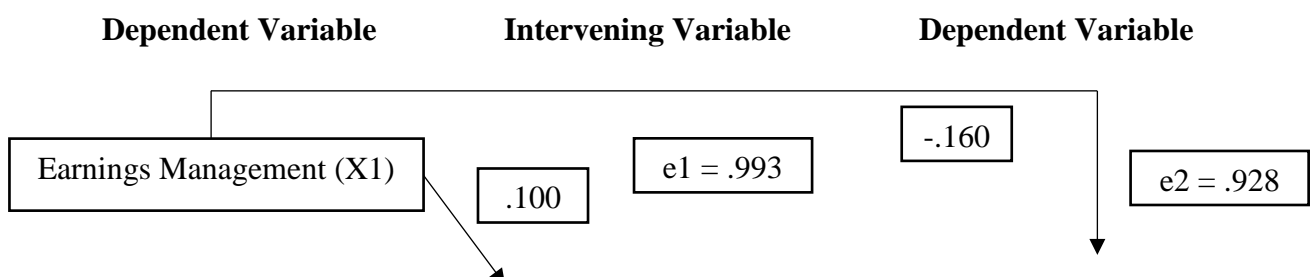 Dependent Variable Intervening Variable Dependent Variable
-.160
Earnings Management (X1) e1 = .993
e2 = .928
.100